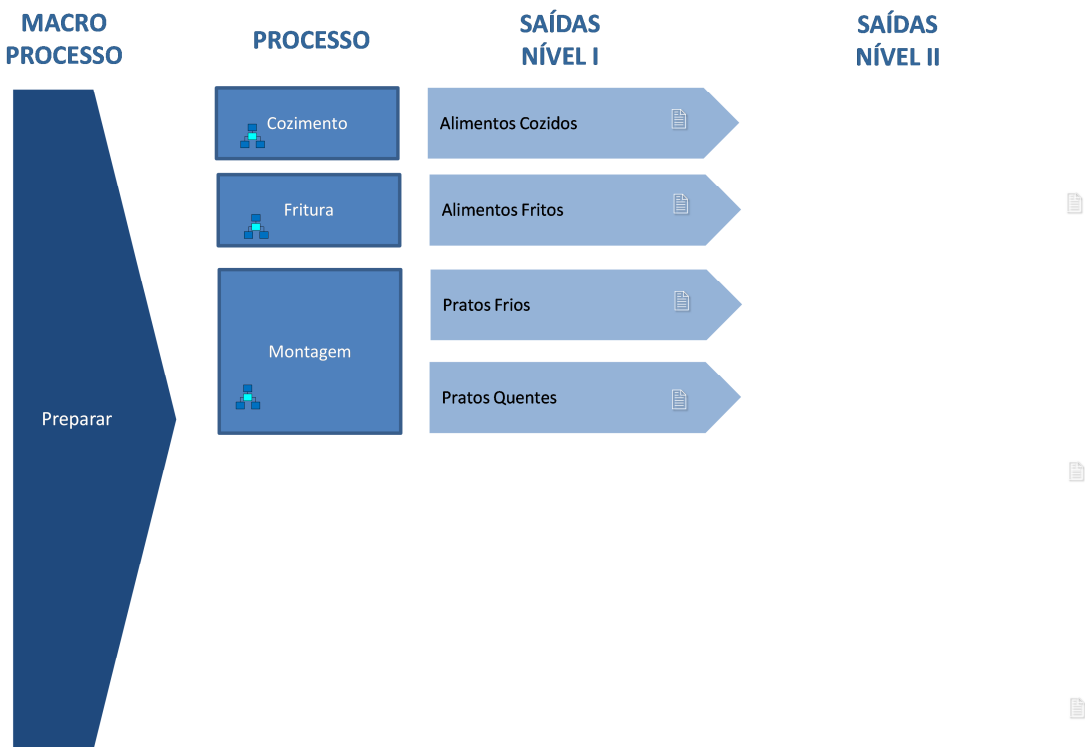 MACRO
PROCESSO
PROCESSO
SAÍDAS
NÍVEL I
SAÍDAS
NÍVEL II
Cozimento
Alimentos Cozidos
Fritura
Alimentos Fritos
Pratos Frios
Montagem
Pratos Quentes
Preparar